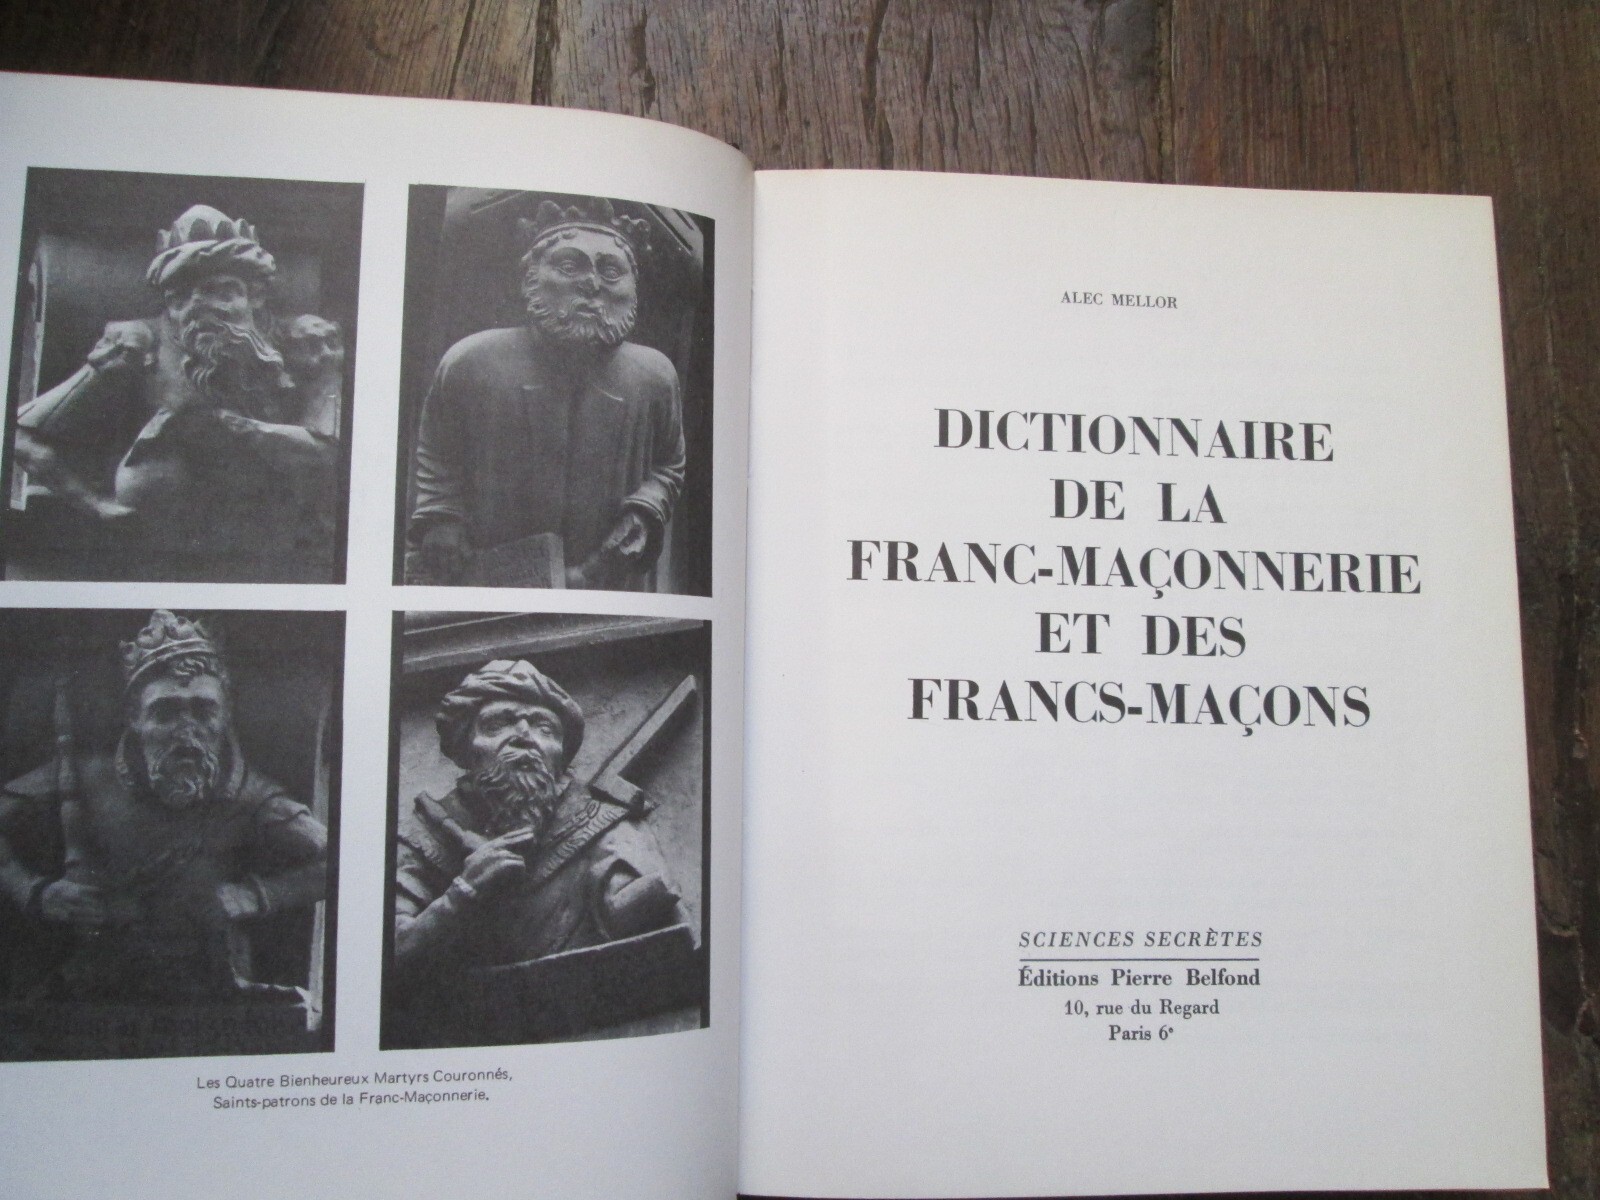 Les Quatre Bienheureux Martyrs Couronnés,
Saints-patrons de la Franc-Maçonnerie.
ALEC MELLOR
DICTIONNAIRE
DE LA
FRANC-MAÇONNERIE
ET DES
FRANCS-MAÇONS
SCIENCES SECRÈTES
Éditions Pierre Belfond
10, rue du Regard
Paris 6e